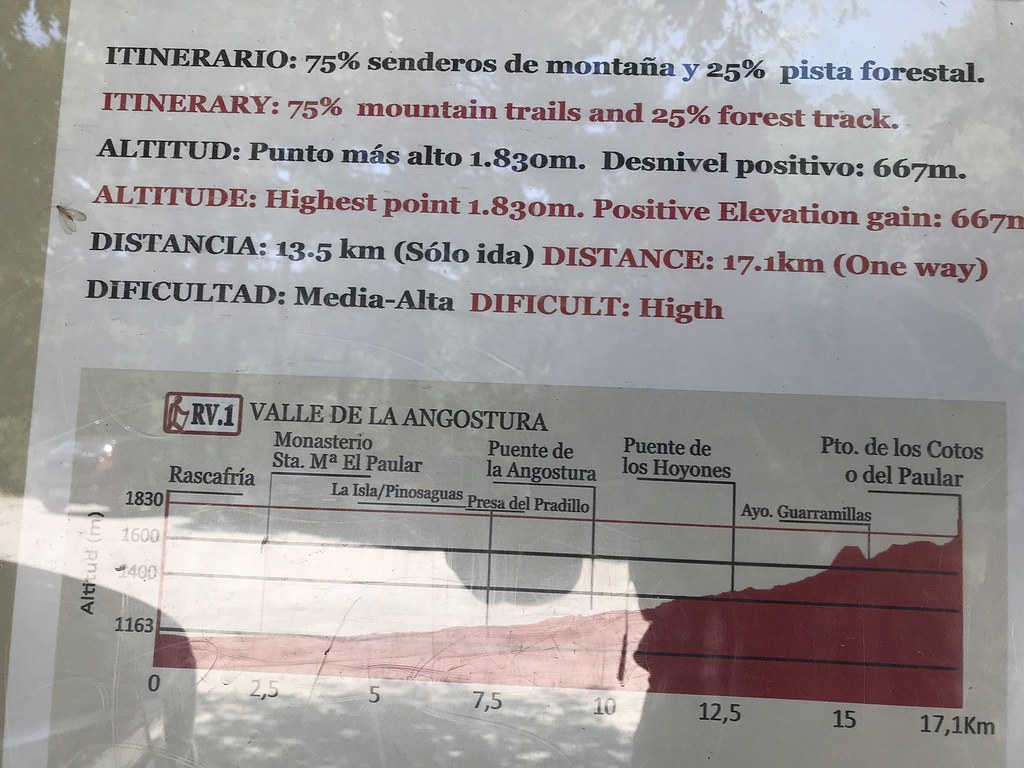 ITINERARIO: 75% senderos de montaña y 25% pista forestal.
ITINERARY: 75% mountain trails and 25% forest track.
ALTITUD: Punto más alto 1.830m. Desnivel positivo: 667m.
ALTITUDE: Highest point 1.830m. Positive Elevation gain: 667m
DISTANCIA: 13.5 km (Sólo ida) DISTANCE: 17.1km (One way)
DIFICULTAD: Media-Alta DIFICULT: Higth
RV.1 VALLE DE LA ANGOSTURA
Rascafría
Monasterio
Sta. Mª El Paular
La Isla/Pinosaguas
Presa del Pradillo
Puente de
la Angostura
Puente de
los Hoyones
Ayo. Guarramillas
Pto. de los Cotos
o del Paular
Altitud (m)
1830
1600
1400
1163
0 2,5 5 7,5 10 12,5 15 17,1Km